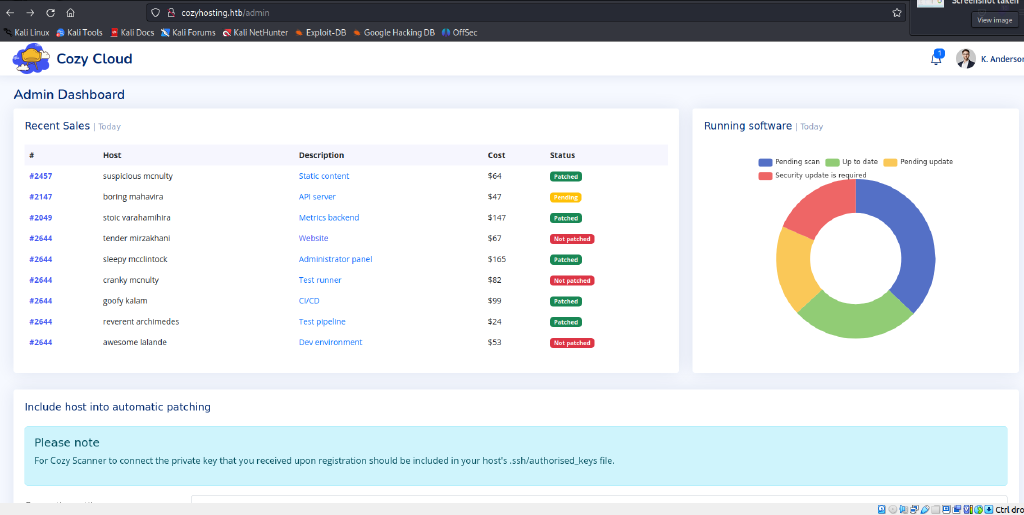 Screenshot taken
View image
cozyhosting.htb/admin
Kali Linux Kali Tools Kali Docs Kali Forums Kali NetHunter Exploit-DB Google Hacking DB OffSec
Cozy Cloud
1
K. Anderson
Admin Dashboard
Recent Sales | Today
# Host Description Cost Status
#2457 suspicious mcnulty Static content $64 Patched
#2147 boring mahavira API server $47 Pending
#2049 stoic varahamihira Metrics backend $147 Patched
#2644 tender mirzakhani Website $67 Not patched
#2644 sleepy mcclintock Administrator panel $165 Patched
#2644 cranky mcnulty Test runner $82 Not patched
#2644 goofy kalam CI/CD $99 Patched
#2644 reverent archimedes Test pipeline $24 Patched
#2644 awesome lalande Dev environment $53 Not patched
Running software | Today
Pending scan Up to date Pending update
Security update is required
Include host into automatic patching
Please note
For Cozy Scanner to connect the private key that you received upon registration should be included in your host's .ssh/authorised_keys file.
Ctrl dro